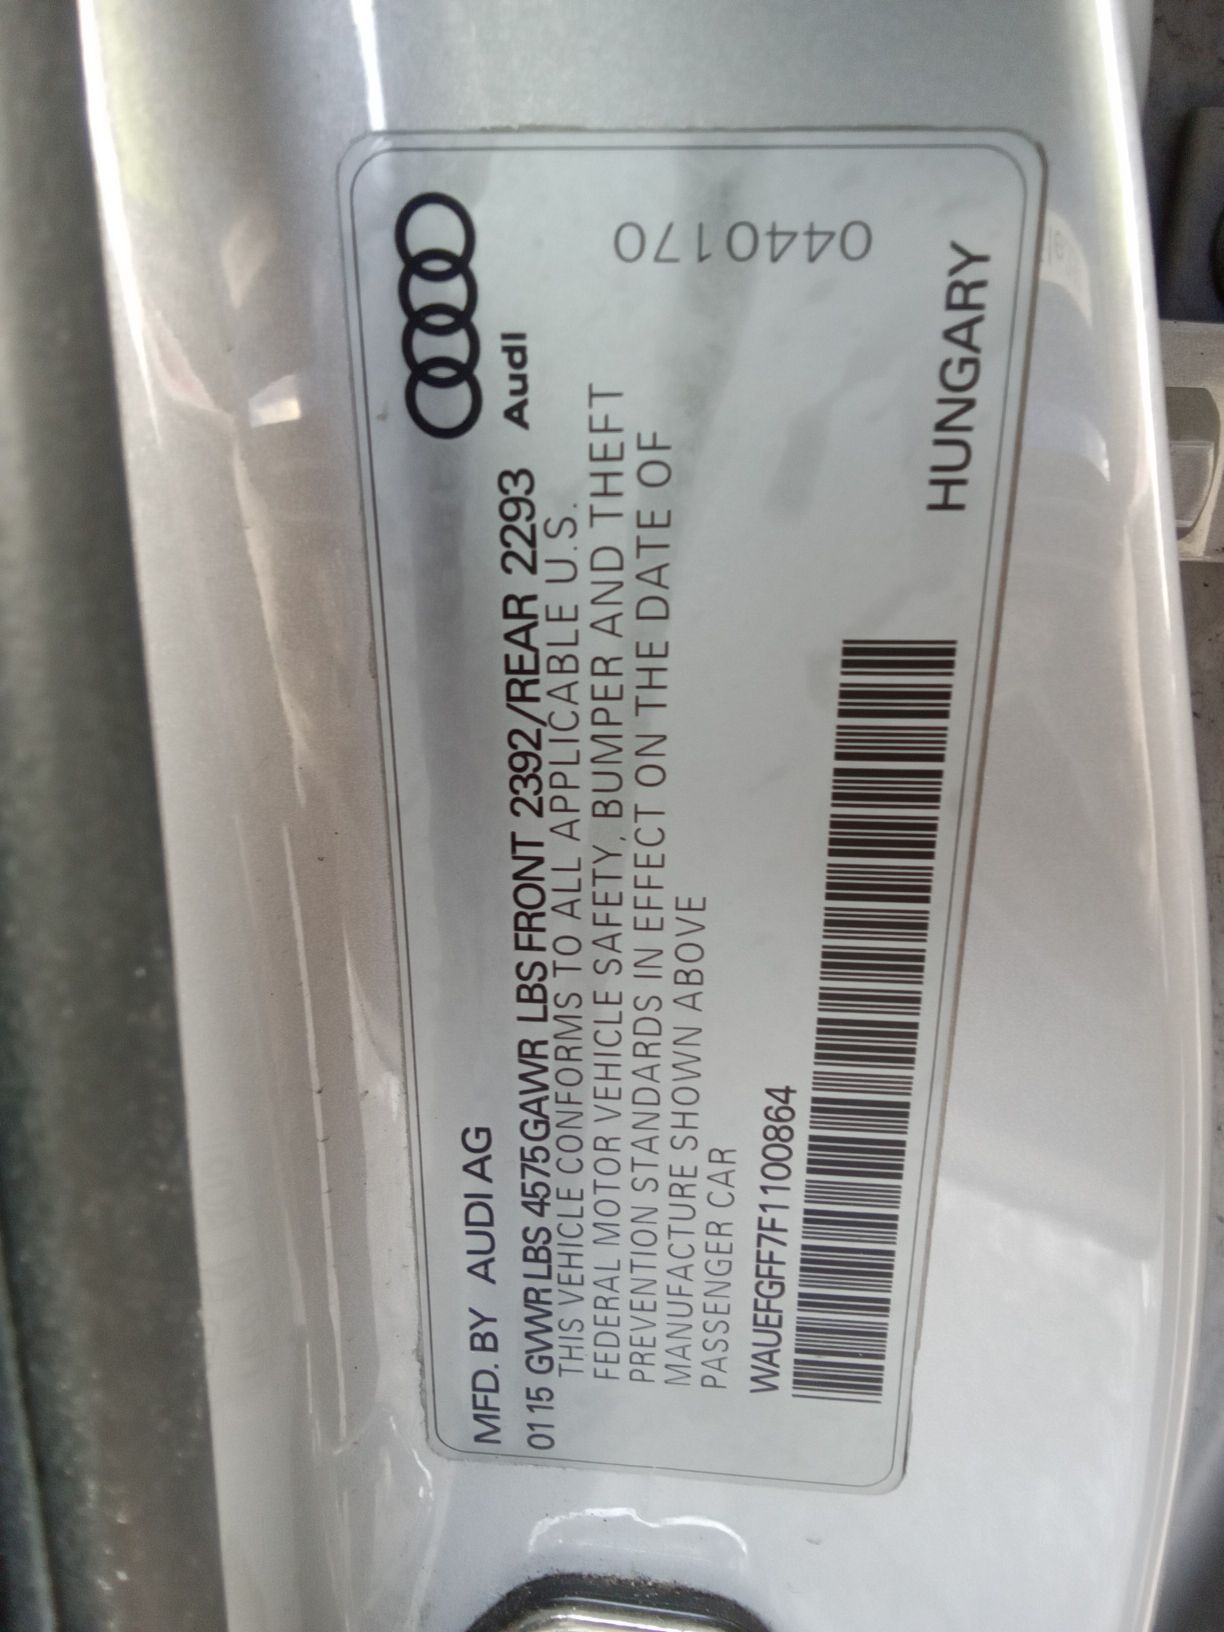 MFD. BY AUDI AG
Audi
01 15 GVWR LBS 4575 GAWR LBS FRONT 2392/REAR 2293
THIS VEHICLE CONFORMS TO ALL APPLICABLE U.S.
FEDERAL MOTOR VEHICLE SAFETY, BUMPER AND THEFT
PREVENTION STANDARDS IN EFFECT ON THE DATE OF
MANUFACTURE SHOWN ABOVE
PASSENGER CAR
0440170
WAUEFGFF7F1100864
HUNGARY